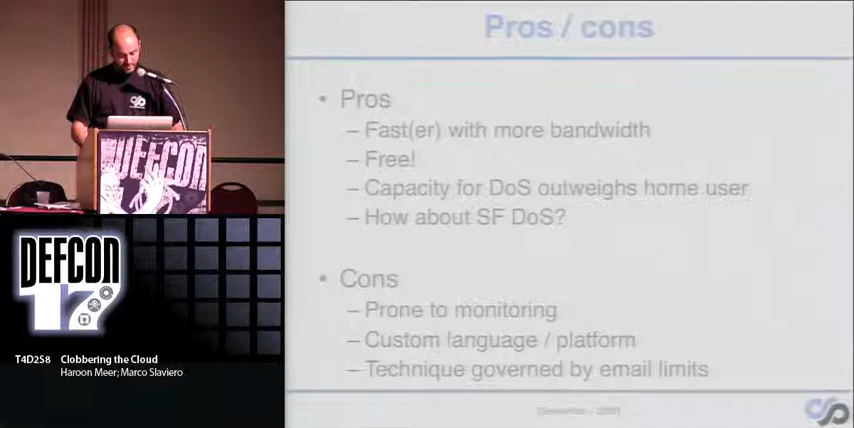 Pros / cons
• Pros
– Fast(er) with more bandwidth
– Free!
– Capacity for DoS outweighs home user
– How about SF DoS?
• Cons
– Prone to monitoring
– Custom language / platform
– Technique governed by email limits
DEFCON
DEFCON
17
T4D2S8 Clobbering the Cloud
Haroon Meer; Marco Slaviero